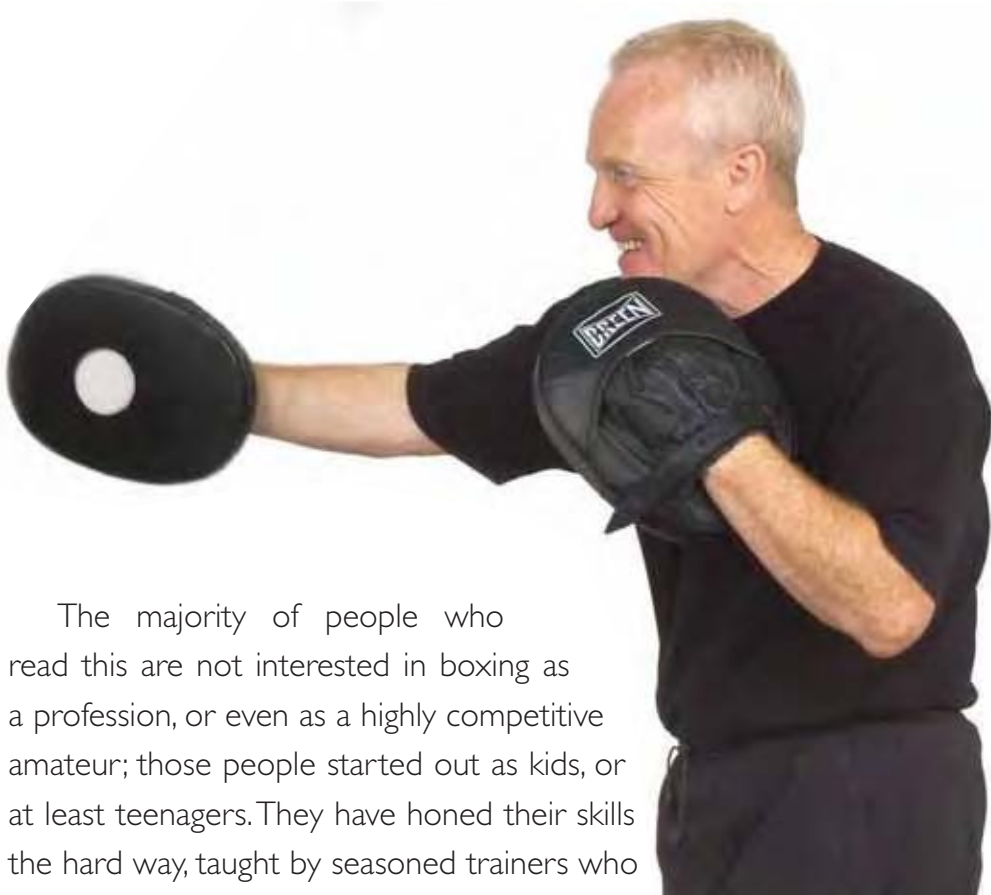 BREEN
The majority of people who
read this are not interested in boxing as
a profession, or even as a highly competitive
amateur; those people started out as kids, or
at least teenagers. They have honed their skills
the hard way, taught by seasoned trainers who